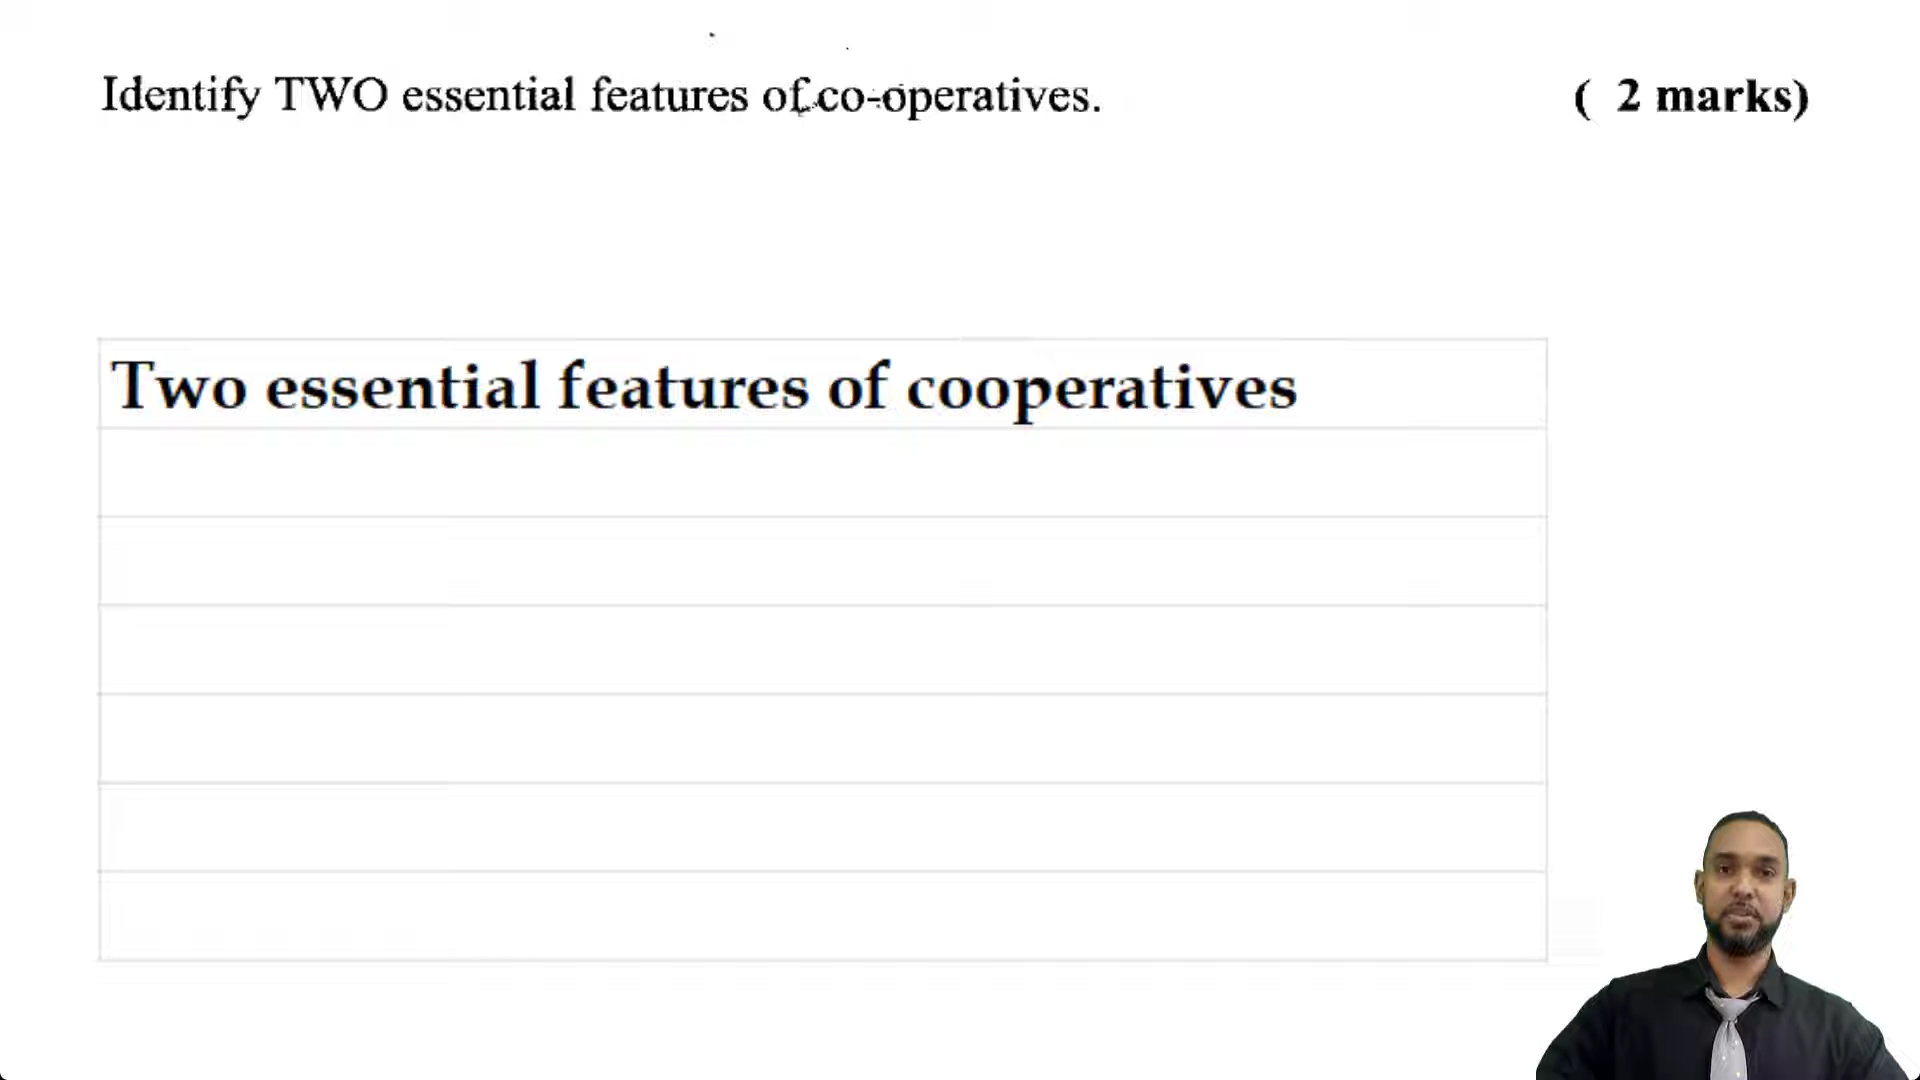 Identify TWO essential features of co-operatives. ( 2 marks)
Two essential features of cooperatives